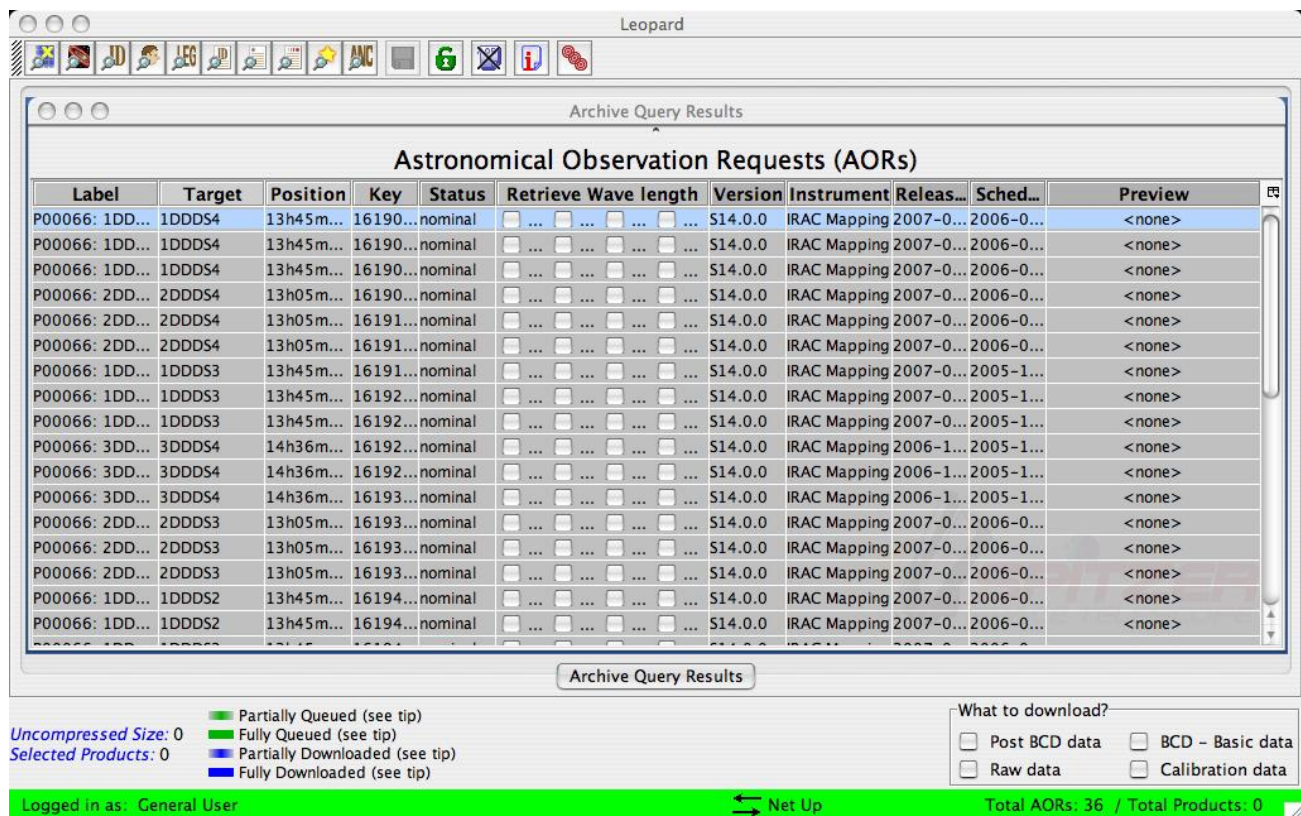 Leopard
JD LEG IP ANC i
Archive Query Results
Astronomical Observation Requests (AORs)
Label Target Position Key Status Retrieve Wave length Version Instrument Releas... Sched... Preview
P00066: 1DD... 1DDDS4 13h45m... 16190... nominal ... ... ... ... S14.0.0 IRAC Mapping 2007-0... 2006-0... <none>
P00066: 1DD... 1DDDS4 13h45m... 16190... nominal ... ... ... ... S14.0.0 IRAC Mapping 2007-0... 2006-0... <none>
P00066: 1DD... 1DDDS4 13h45m... 16190... nominal ... ... ... ... S14.0.0 IRAC Mapping 2007-0... 2006-0... <none>
P00066: 2DD... 2DDDS4 13h05m... 16190... nominal ... ... ... ... S14.0.0 IRAC Mapping 2007-0... 2006-0... <none>
P00066: 2DD... 2DDDS4 13h05m... 16191... nominal ... ... ... ... S14.0.0 IRAC Mapping 2007-0... 2006-0... <none>
P00066: 2DD... 2DDDS4 13h05m... 16191... nominal ... ... ... ... S14.0.0 IRAC Mapping 2007-0... 2006-0... <none>
P00066: 1DD... 1DDDS3 13h45m... 16191... nominal ... ... ... ... S14.0.0 IRAC Mapping 2007-0... 2005-1... <none>
P00066: 1DD... 1DDDS3 13h45m... 16192... nominal ... ... ... ... S14.0.0 IRAC Mapping 2007-0... 2005-1... <none>
P00066: 1DD... 1DDDS3 13h45m... 16192... nominal ... ... ... ... S14.0.0 IRAC Mapping 2007-0... 2005-1... <none>
P00066: 3DD... 3DDDS4 14h36m... 16192... nominal ... ... ... ... S14.0.0 IRAC Mapping 2006-1... 2005-1... <none>
P00066: 3DD... 3DDDS4 14h36m... 16192... nominal ... ... ... ... S14.0.0 IRAC Mapping 2006-1... 2005-1... <none>
P00066: 3DD... 3DDDS4 14h36m... 16193... nominal ... ... ... ... S14.0.0 IRAC Mapping 2006-1... 2005-1... <none>
P00066: 2DD... 2DDDS3 13h05m... 16193... nominal ... ... ... ... S14.0.0 IRAC Mapping 2007-0... 2006-0... <none>
P00066: 2DD... 2DDDS3 13h05m... 16193... nominal ... ... ... ... S14.0.0 IRAC Mapping 2007-0... 2006-0... <none>
P00066: 2DD... 2DDDS3 13h05m... 16193... nominal ... ... ... ... S14.0.0 IRAC Mapping 2007-0... 2006-0... <none>
P00066: 1DD... 1DDDS2 13h45m... 16194... nominal ... ... ... ... S14.0.0 IRAC Mapping 2007-0... 2006-0... <none>
P00066: 1DD... 1DDDS2 13h45m... 16194... nominal ... ... ... ... S14.0.0 IRAC Mapping 2007-0... 2006-0... <none>
Archive Query Results
Uncompressed Size: 0
Selected Products: 0
Partially Queued (see tip)
Fully Queued (see tip)
Partially Downloaded (see tip)
Fully Downloaded (see tip)
What to download?
Post BCD data BCD - Basic data
Raw data Calibration data
Logged in as: General User Net Up Total AORs: 36 / Total Products: 0